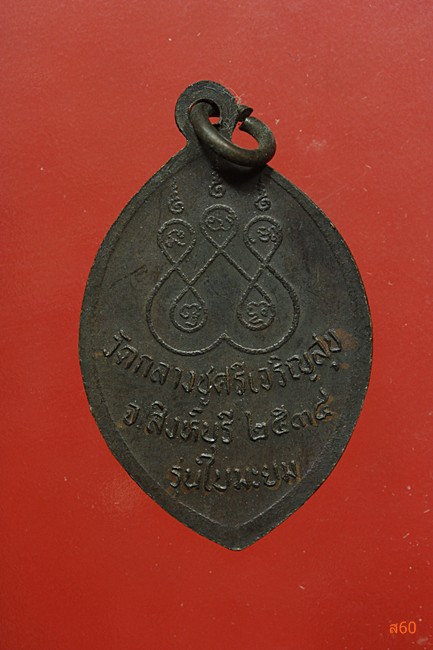 วัดกลางชูศรีเจริญสุข
จ.สิงห์บุรี ๒๕๓๔
รุ่นใบมะยม
ส60